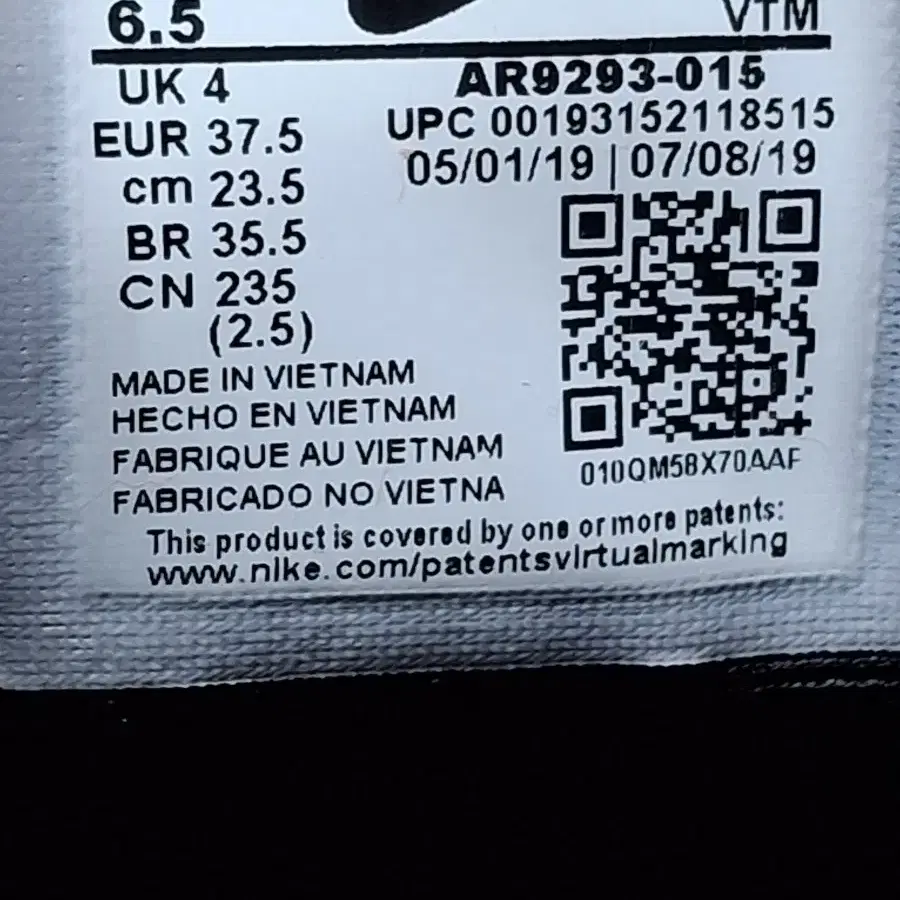 6.5
VTM
UK 4
EUR 37.5
cm 23.5
BR 35.5
CN 235
(2.5)
AR9293-015
UPC 00193152118515
05/01/19 | 07/08/19
010QM5BX70AAF
MADE IN VIETNAM
HECHO EN VIETNAM
FABRIQUE AU VIETNAM
FABRICADO NO VIETNA
This product is covered by one or more patents:
www.nike.com/patentsvirtualmarking